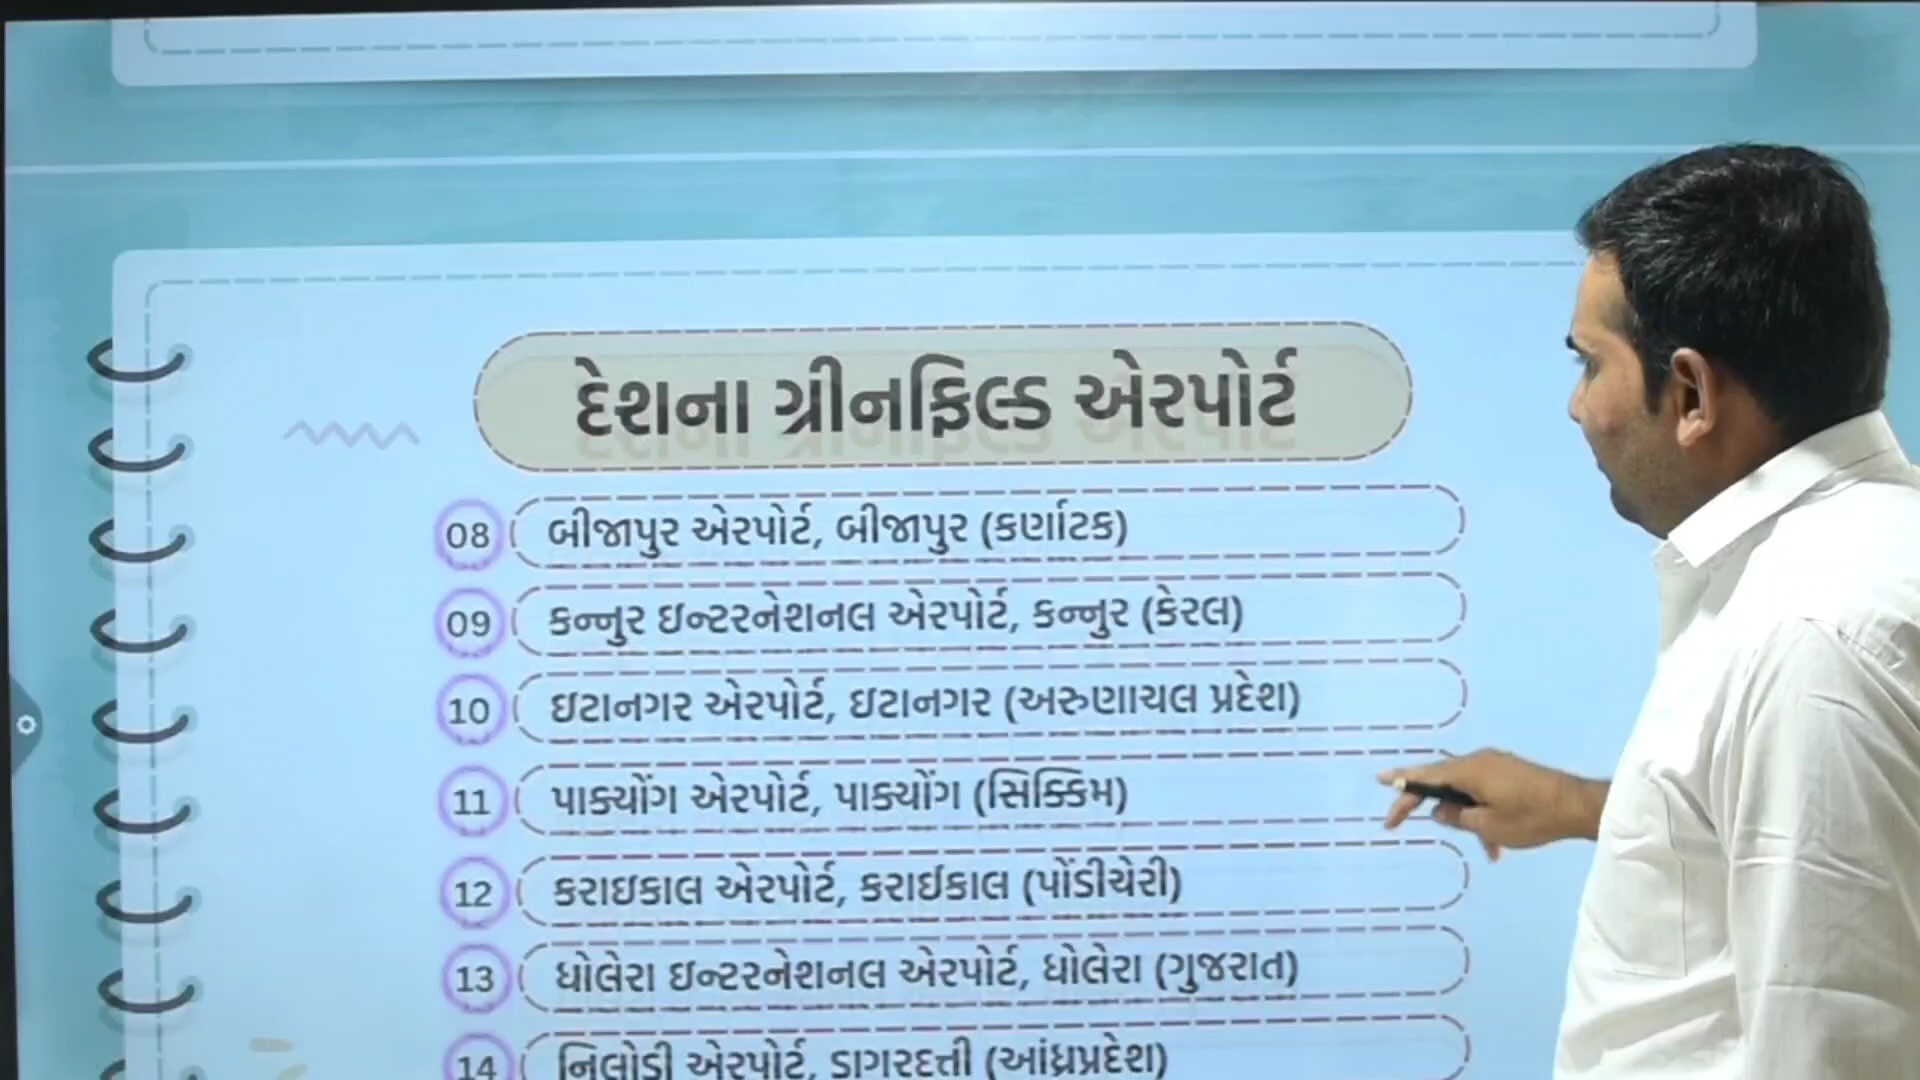 દેશના ગ્રીનફિલ્ડ એરપોર્ટ
08 બીજાપુર એરપોર્ટ, બીજાપુર (કર્ણાટક)
09 કન્નુર ઇન્ટરનેશનલ એરપોર્ટ, કન્નુર (કેરલ)
10 ઇટાનગર એરપોર્ટ, ઇટાનગર (અરુણાચલ પ્રદેશ)
11 પાક્યોંગ એરપોર્ટ, પાક્યોંગ (સિક્કિમ)
12 કરાઇકાલ એરપોર્ટ, કરાઈકાલ (પોંડીચેરી)
13 ધોલેરા ઇન્ટરનેશનલ એરપોર્ટ, ધોલેરા (ગુજરાત)
14 નિલોડી એરપોર્ટ, ડાગરદત્તી (આંધ્રપ્રદેશ)